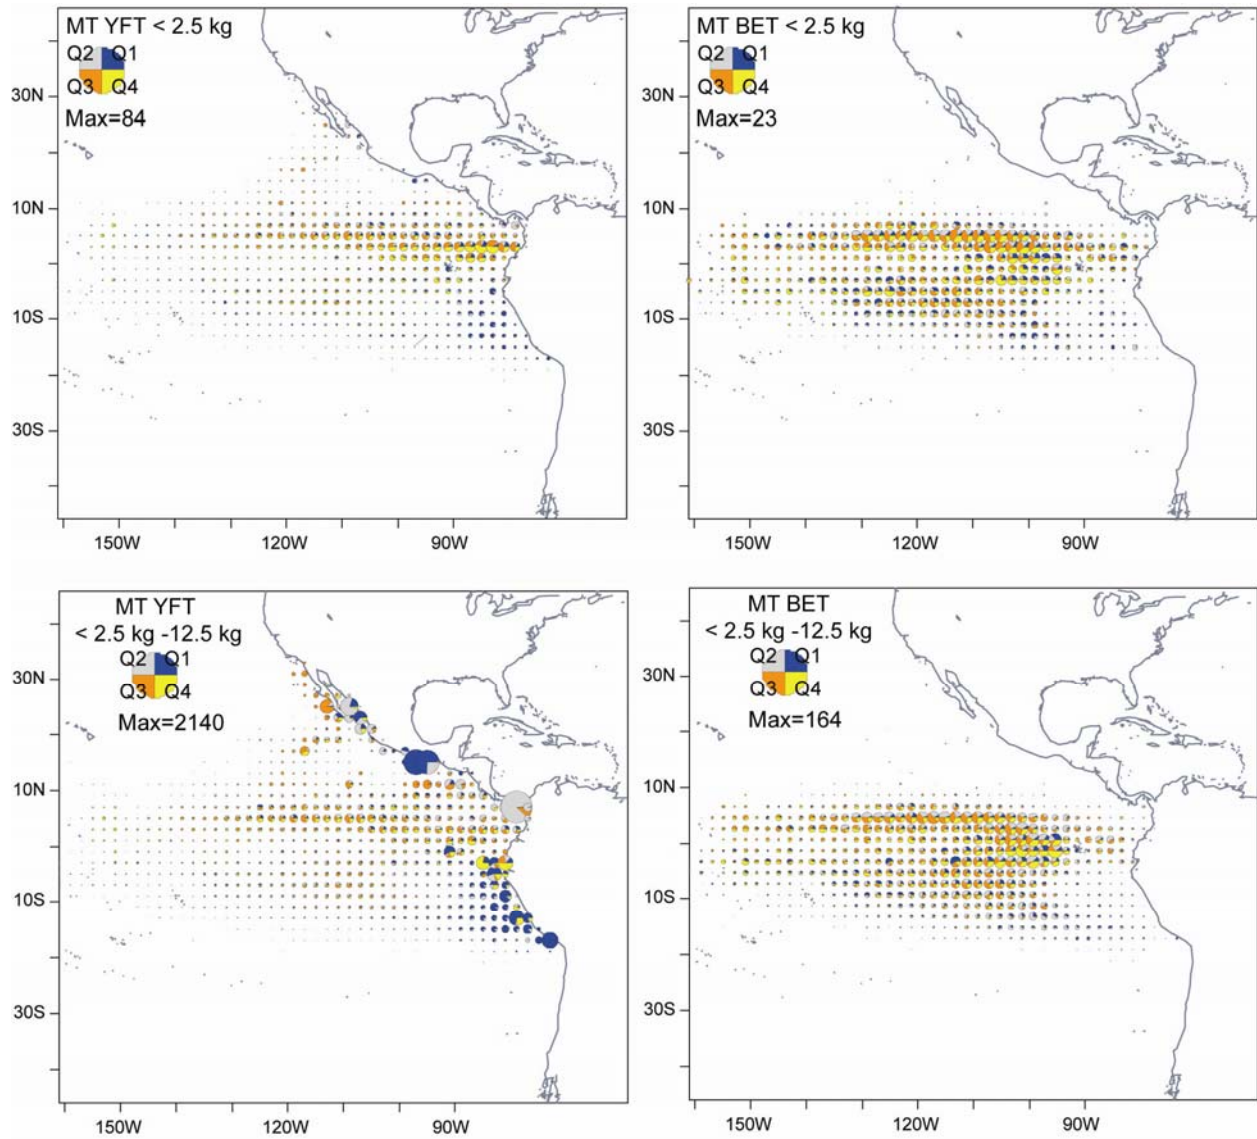 MT YFT < 2.5 kg
Q2 Q1
Q3 Q4
Max=84
30N
10N
10S
30S
150W 120W 90W
MT BET < 2.5 kg
Q2 Q1
Q3 Q4
Max=23
30N
10N
10S
30S
150W 120W 90W
MT YFT
< 2.5 kg -12.5 kg
Q2 Q1
Q3 Q4
Max=2140
30N
10N
10S
30S
150W 120W 90W
MT BET
< 2.5 kg -12.5 kg
Q2 Q1
Q3 Q4
Max=164
30N
10N
10S
30S
150W 120W 90W